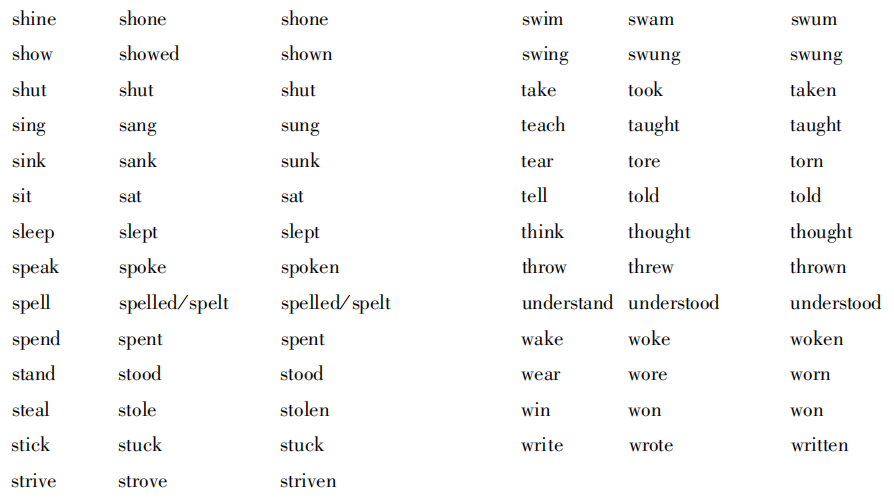 shine shone shone
show showed shown
shut shut shut
sing sang sung
sink sank sunk
sit sat sat
sleep slept slept
speak spoke spoken
spell spelled/spelt spelled/spelt
spend spent spent
stand stood stood
steal stole stolen
stick stuck stuck
strive strove striven
swim swam swum
swing swung swung
take took taken
teach taught taught
tear tore torn
tell told told
think thought thought
throw threw thrown
understand understood understood
wake woke woken
wear wore worn
win won won
write wrote written